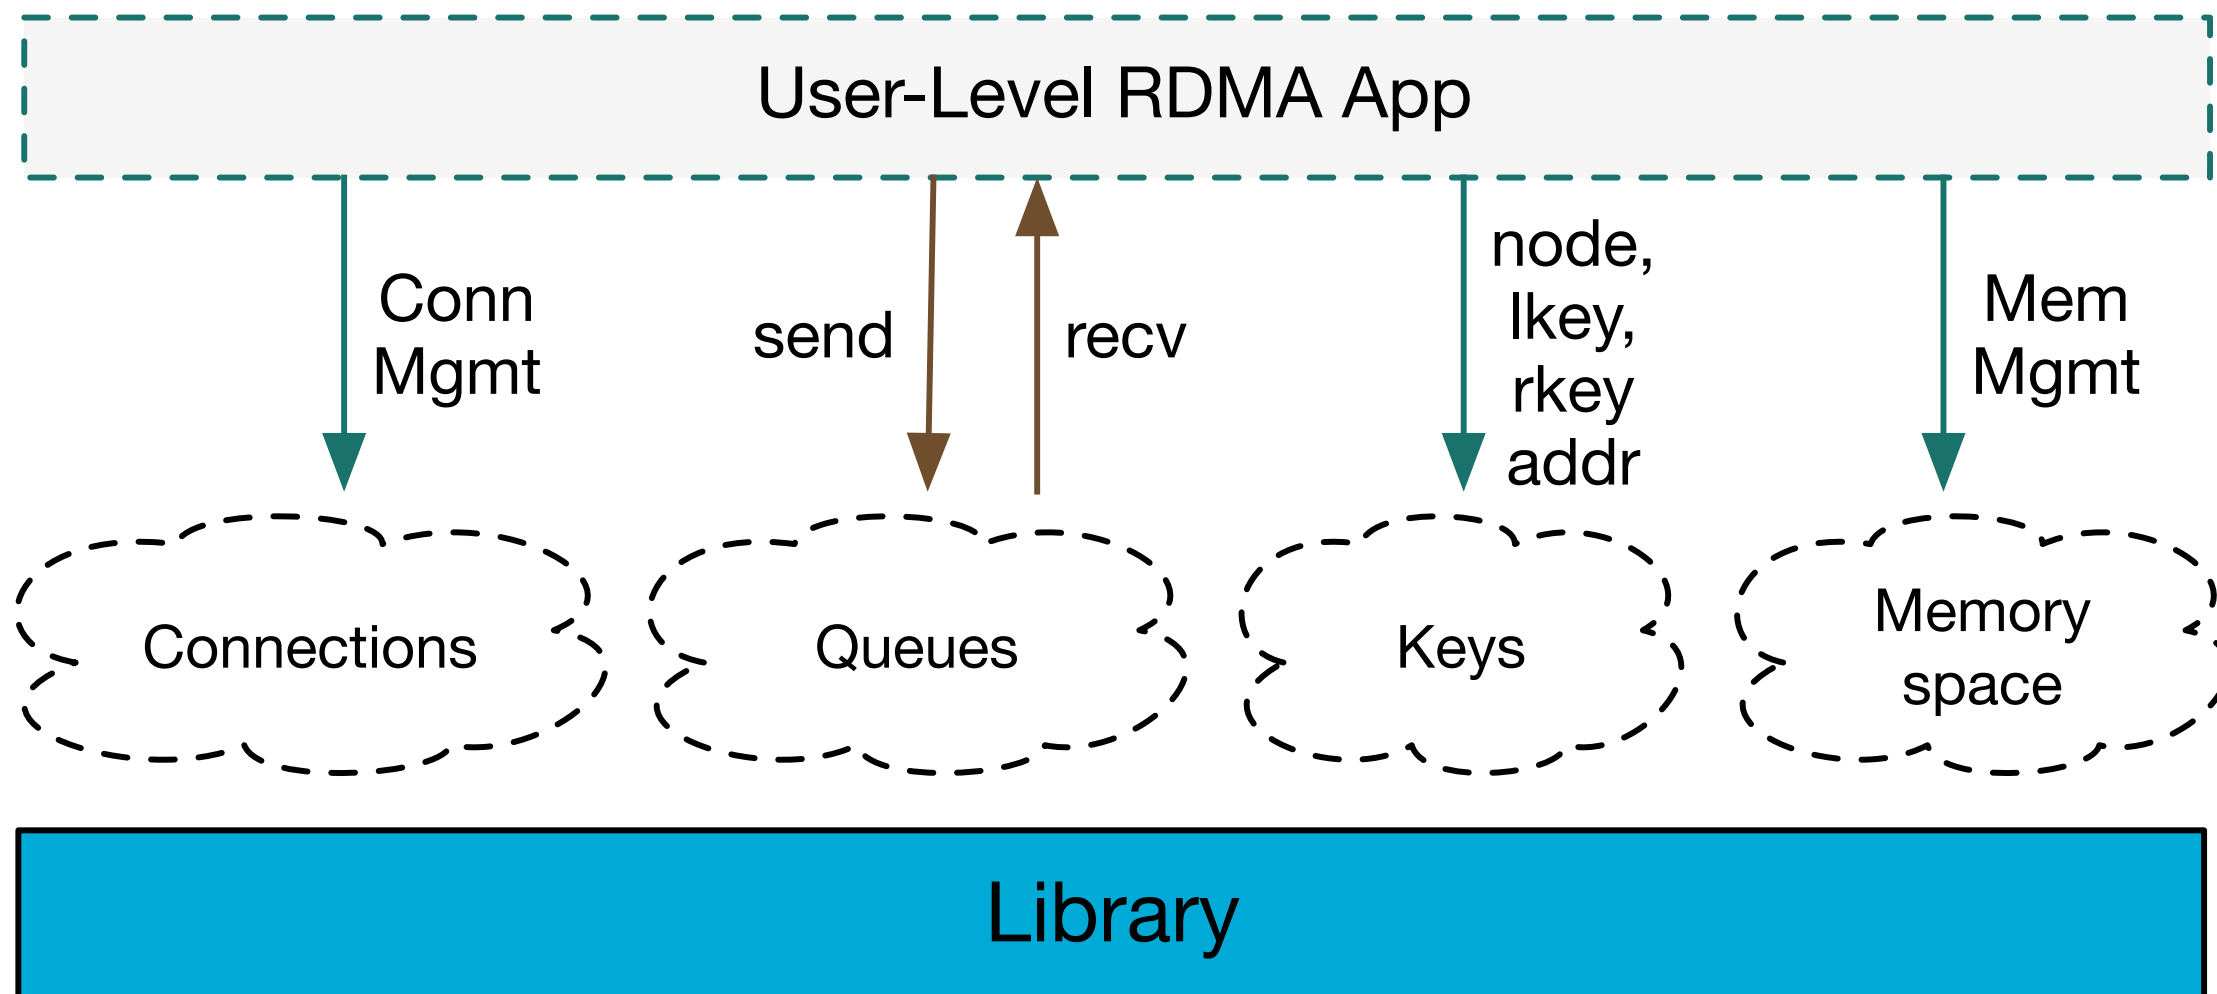 User-Level RDMA App
Conn
Mgmt
send
recv
node,
lkey,
rkey
addr
Mem
Mgmt
Connections
Queues
Keys
Memory
space
Library